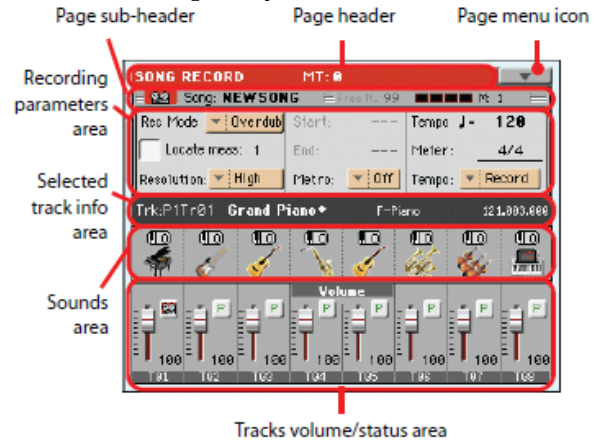 Page sub-header Page header Page menu icon
SONG RECORD MT: 0
Recording parameters area
Song: NEWSONG Free M.: 99 M: 1
Rec Mode Overdub Start: --- Tempo ♩= 120
Locate meas: 1 End: --- Meter: 4/4
Resolution: High Metro: Off Tempo: Record
Selected track info area
Trk:P1Tr01 Grand Piano F-Piano 121.003.000
Sounds area
Volume
P P P P P P P
100 100 100 100 100 100 100 100
T01 T02 T03 T04 T05 T06 T07 T08
Tracks volume/status area